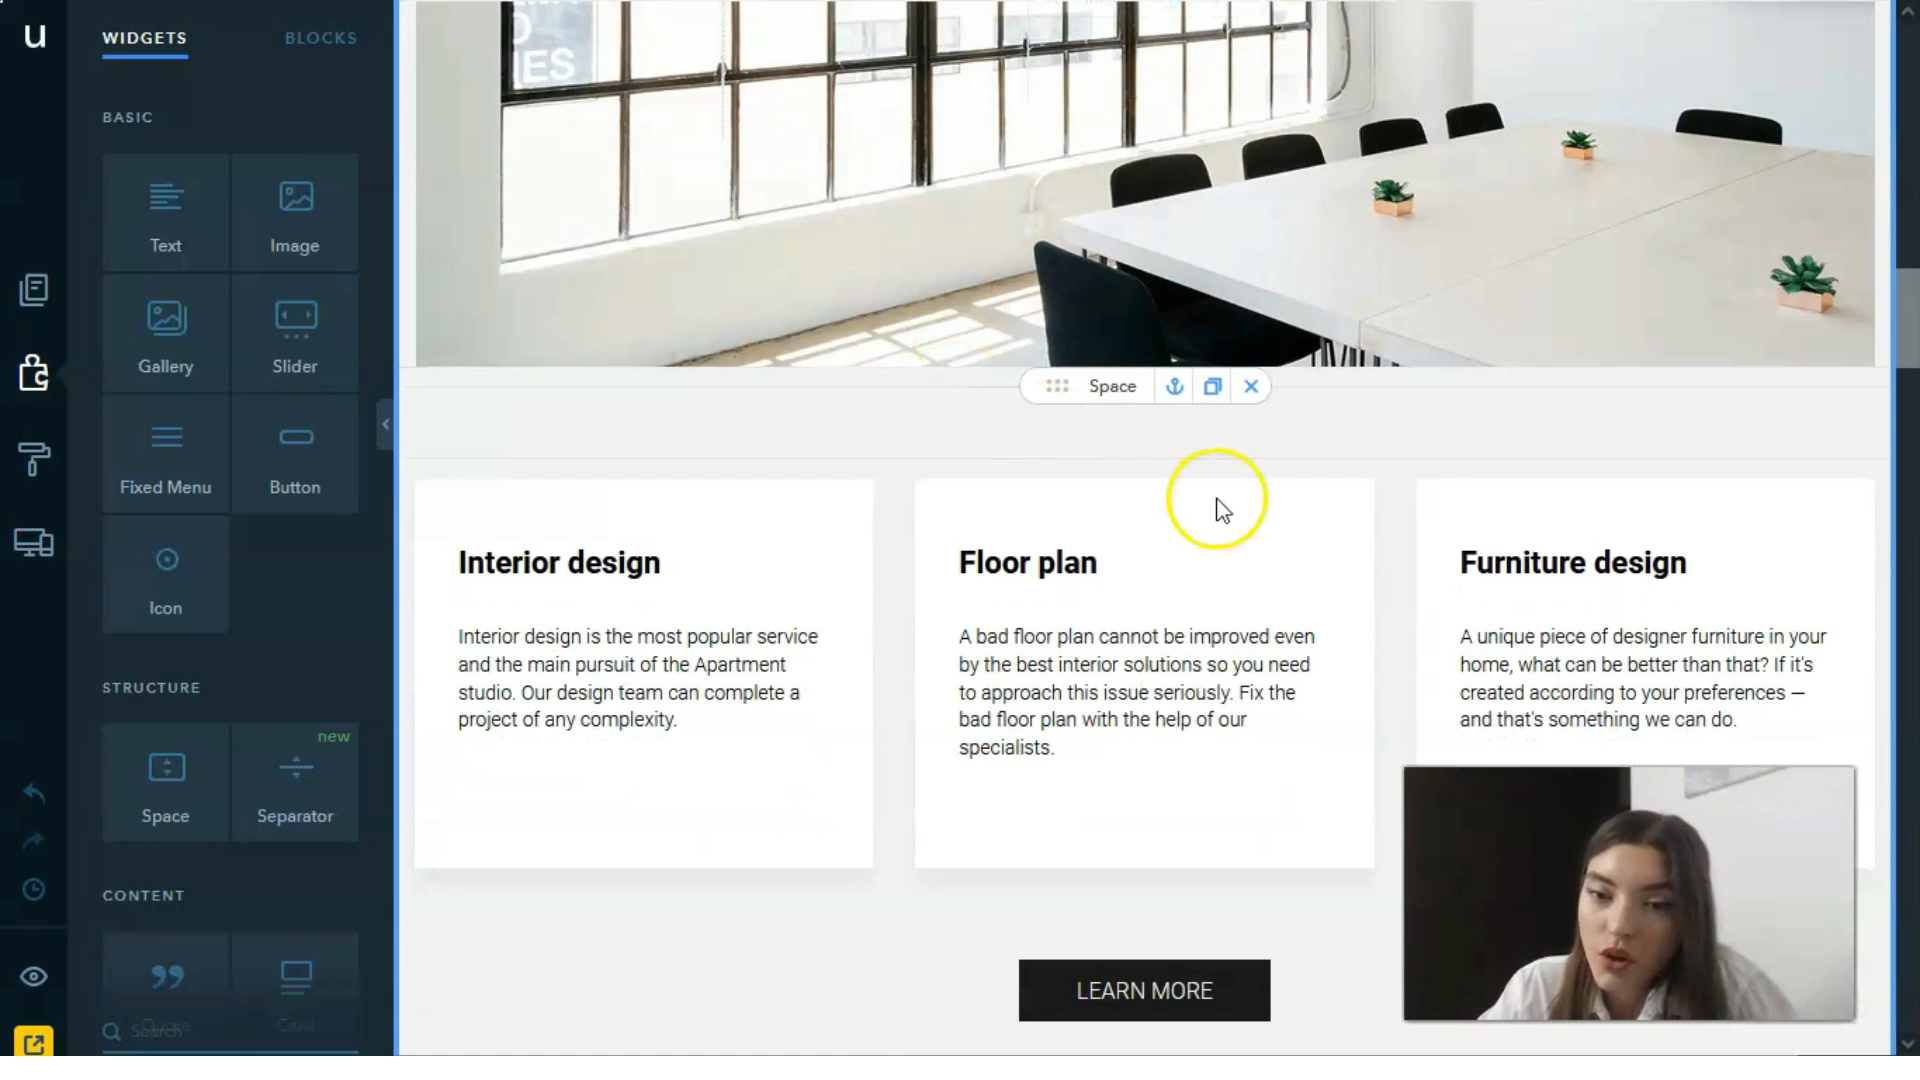 u
WIDGETS
BLOCKS
BASIC
Text
Image
Gallery
Slider
Fixed Menu
Button
Icon
STRUCTURE
new
Space
Separator
CONTENT
Quote
Card
Search
IES
Space
Interior design
Interior design is the most popular service
and the main pursuit of the Apartment
studio. Our design team can complete a
project of any complexity.
Floor plan
A bad floor plan cannot be improved even
by the best interior solutions so you need
to approach this issue seriously. Fix the
bad floor plan with the help of our
specialists.
Furniture design
A unique piece of designer furniture in your
home, what can be better than that? If it's
created according to your preferences —
and that's something we can do.
LEARN MORE